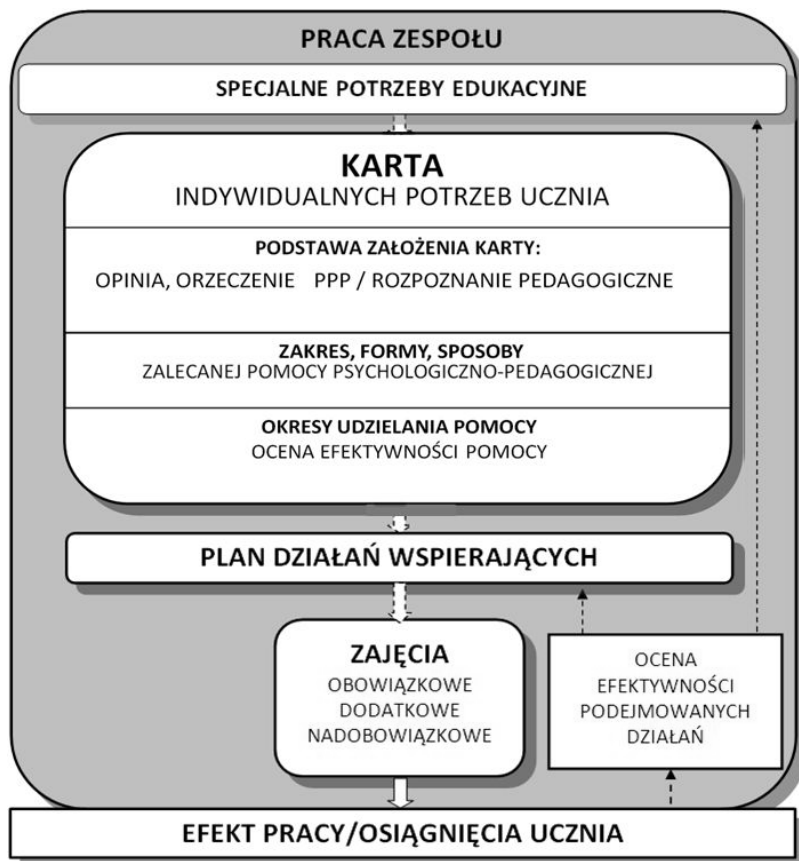 PRACA ZESPOŁU
SPECJALNE POTRZEBY EDUKACYJNE
KARTA
INDYWIDUALNYCH POTRZEB UCZNIA
PODSTAWA ZAŁOŻENIA KARTY:
OPINIA, ORZECZENIE PPP / ROZPOZNANIE PEDAGOGICZNE
ZAKRES, FORMY, SPOSOBY
ZALECANEJ POMOCY PSYCHOLOGICZNO-PEDAGOGICZNEJ
OKRESY UDZIELANIA POMOCY
OCENA EFEKTYWNOŚCI POMOCY
PLAN DZIAŁAŃ WSPIERAJĄCYCH
ZAJĘCIA
OBOWIĄZKOWE
DODATKOWE
NADOBOWIĄZKOWE
OCENA
EFEKTYWNOŚCI
PODEJMOWANYCH
DZIAŁAŃ
EFEKT PRACY/OSIĄGNIĘCIA UCZNIA